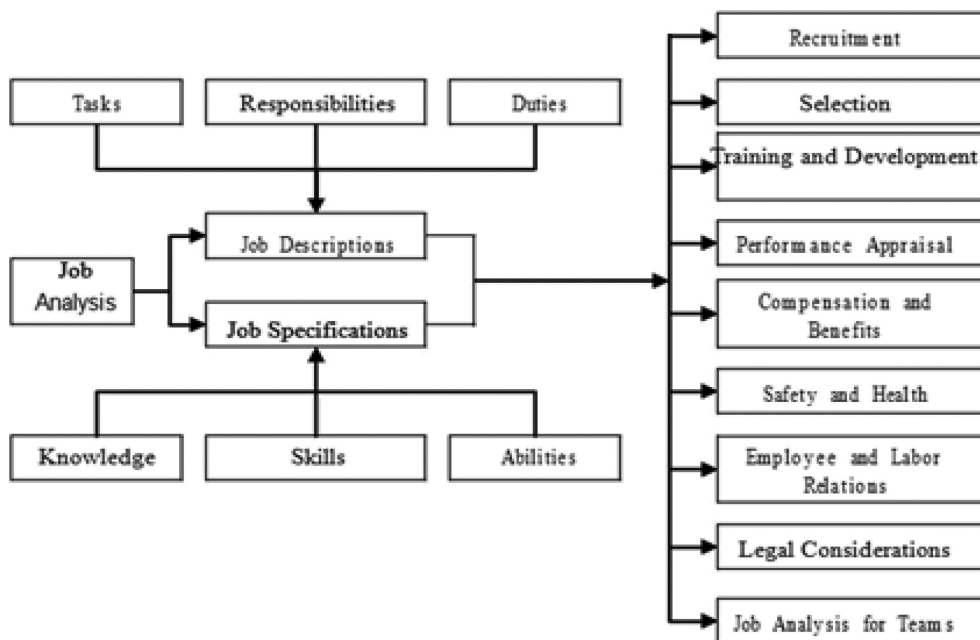 Recruitment
Tasks
Responsibilities
Duties
Selection
Training and Development
Job Descriptions
Performance Appraisal
Job
Analysis
Compensation and
Benefits
Job Specifications
Safety and Health
Knowledge
Skills
Abilities
Employee and Labor
Relations
Legal Considerations
Job Analysis for Teams